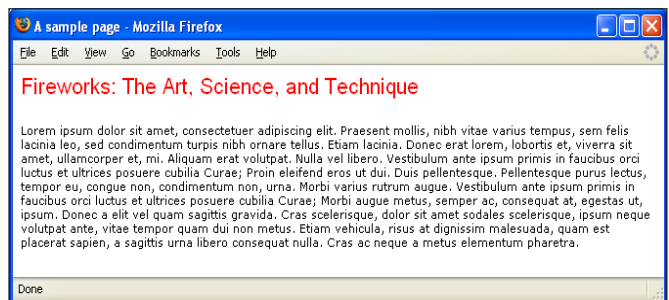 A sample page - Mozilla Firefox
File Edit View Go Bookmarks Tools Help
Fireworks: The Art, Science, and Technique
Lorem ipsum dolor sit amet, consectetuer adipiscing elit. Praesent mollis, nibh vitae varius tempus, sem felis
lacinia leo, sed condimentum turpis nibh ornare tellus. Etiam lacinia. Donec erat lorem, lobortis et, viverra sit
amet, ullamcorper et, mi. Aliquam erat volutpat. Nulla vel libero. Vestibulum ante ipsum primis in faucibus orci
luctus et ultrices posuere cubilia Curae; Proin eleifend eros ut dui. Duis pellentesque. Pellentesque purus lectus,
tempor eu, congue non, condimentum non, urna. Morbi varius rutrum augue. Vestibulum ante ipsum primis in
faucibus orci luctus et ultrices posuere cubilia Curae; Morbi augue metus, semper ac, consequat at, egestas ut,
ipsum. Donec a elit vel quam sagittis gravida. Cras scelerisque, dolor sit amet sodales scelerisque, ipsum neque
volutpat ante, vitae tempor quam dui non metus. Etiam vehicula, risus at dignissim malesuada, quam est
placerat sapien, a sagittis urna libero consequat nulla. Cras ac neque a metus elementum pharetra.
Done